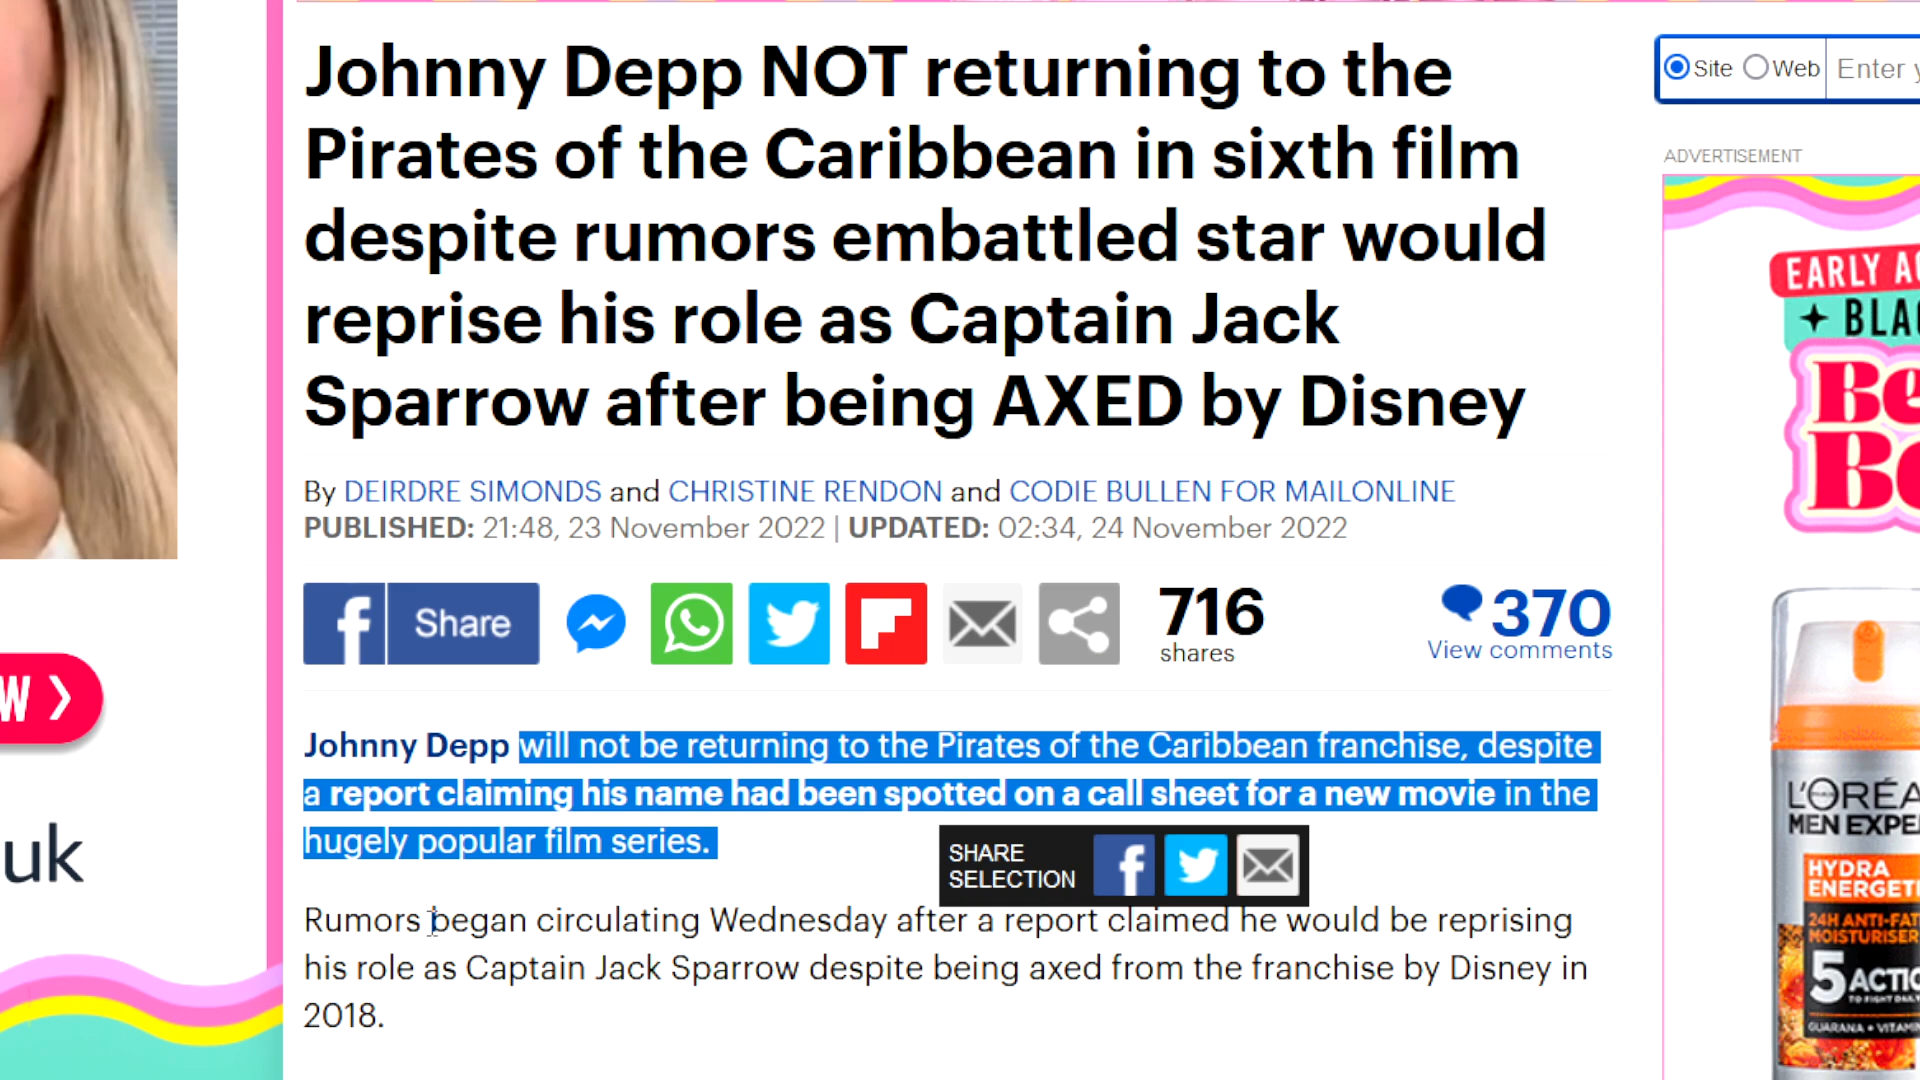 Johnny Depp NOT returning to the
Pirates of the Caribbean in sixth film
despite rumors embattled star would
reprise his role as Captain Jack
Sparrow after being AXED by Disney
Site Web Enter
ADVERTISEMENT
EARLY
By DEIRDRE SIMONDS and CHRISTINE RENDON and CODIE BULLEN FOR MAILONLINE
PUBLISHED: 21:48, 23 November 2022 | UPDATED: 02:34, 24 November 2022
Share
716
shares
370
View comments
Johnny Depp will not be returning to the Pirates of the Caribbean franchise, despite
a report claiming his name had been spotted on a call sheet for a new movie in the
hugely popular film series.
SHARE
SELECTION
Rumors began circulating Wednesday after a report claimed he would be reprising
his role as Captain Jack Sparrow despite being axed from the franchise by Disney in
2018.
uk
MEN
HYDRA
24H
MOISTURISER
5